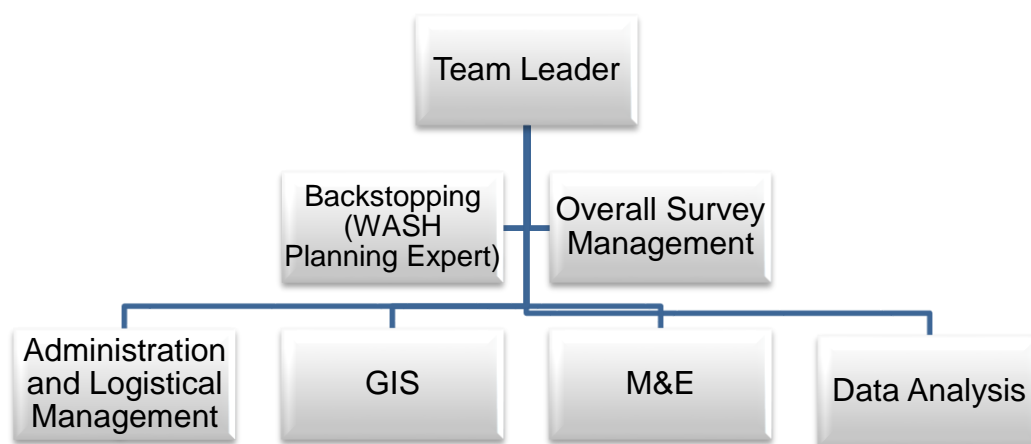 Team Leader
Backstopping
(WASH
Planning Expert)
Overall Survey
Management
Administration
and Logistical
Management
GIS
M&E
Data Analysis